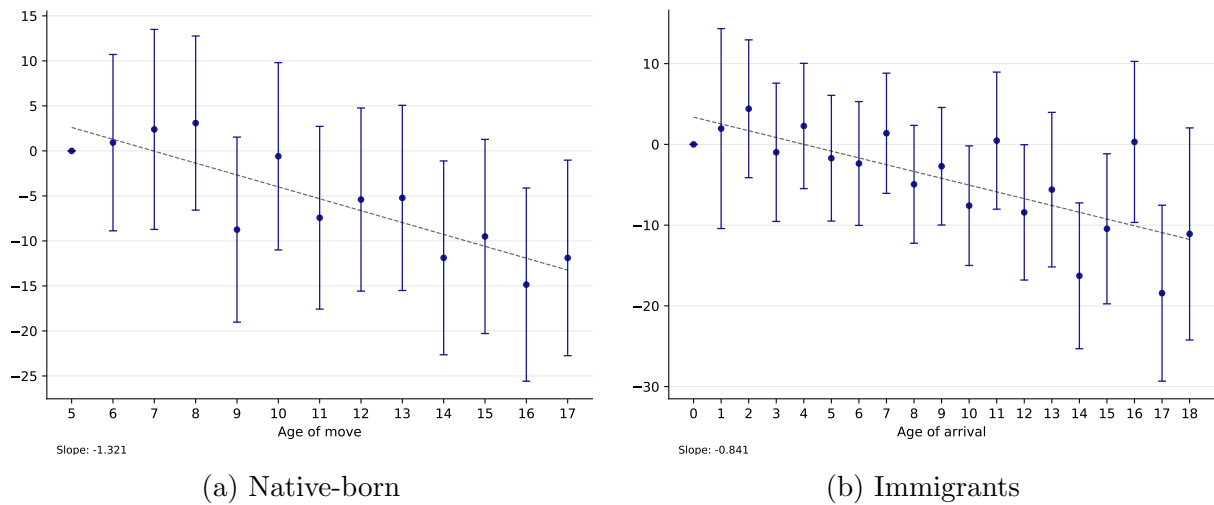 15
10
5
0
−5
−10
−15
−20
−25
5 6 7 8 9 10 11 12 13 14 15 16 17
Age of move
Slope: -1.321
(a) Native-born
10
0
−10
−20
−30
0 1 2 3 4 5 6 7 8 9 10 11 12 13 14 15 16 17 18
Age of arrival
Slope: -0.841
(b) Immigrants